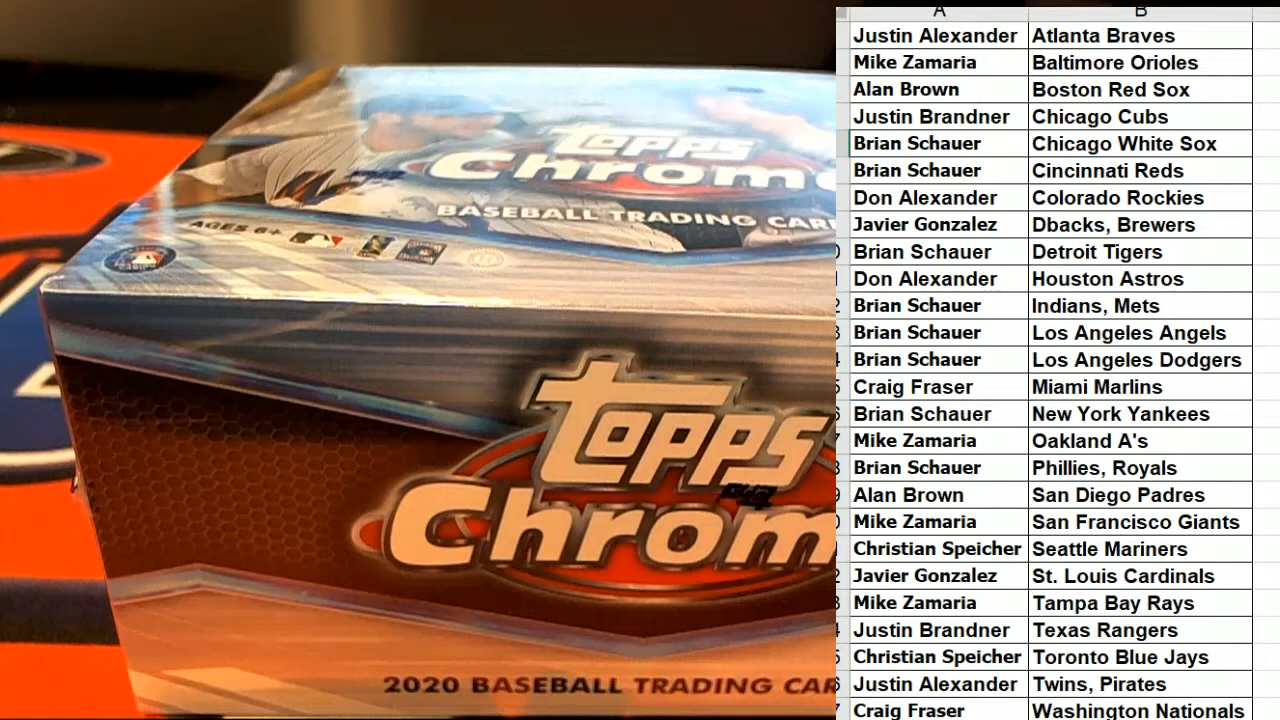 Topps
Chrome
BASEBALL TRADING CAR
AGES 6+
Topps
Chrom
2020 BASEBALL TRADING CAR
A B
Justin Alexander Atlanta Braves
Mike Zamaria Baltimore Orioles
Alan Brown Boston Red Sox
Justin Brandner Chicago Cubs
Brian Schauer Chicago White Sox
Brian Schauer Cincinnati Reds
Don Alexander Colorado Rockies
Javier Gonzalez Dbacks, Brewers
Brian Schauer Detroit Tigers
Don Alexander Houston Astros
Brian Schauer Indians, Mets
Brian Schauer Los Angeles Angels
Brian Schauer Los Angeles Dodgers
Craig Fraser Miami Marlins
Brian Schauer New York Yankees
Mike Zamaria Oakland A's
Brian Schauer Phillies, Royals
Alan Brown San Diego Padres
Mike Zamaria San Francisco Giants
Christian Speicher Seattle Mariners
Javier Gonzalez St. Louis Cardinals
Mike Zamaria Tampa Bay Rays
Justin Brandner Texas Rangers
Christian Speicher Toronto Blue Jays
Justin Alexander Twins, Pirates
Craig Fraser Washington Nationals